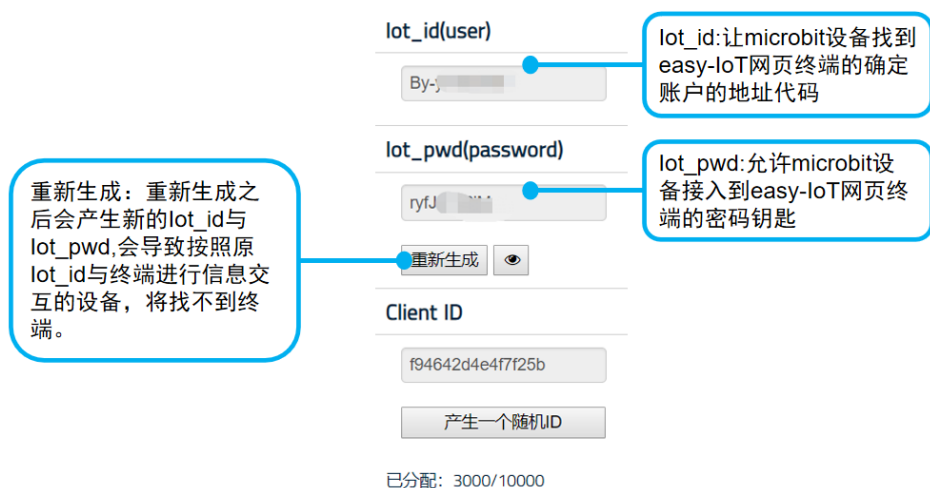 Iot_id(user)
By-
Iot_id:让microbit设备找到
easy-IoT网页终端的确定
账户的地址代码
Iot_pwd(password)
ryfJ
Iot_pwd:允许microbit设
备接入到easy-IoT网页终
端的密码钥匙
重新生成：重新生成之
后会产生新的Iot_id与
Iot_pwd,会导致按照原
Iot_id与终端进行信息交
互的设备，将找不到终
端。
重新生成
Client ID
f94642d4e4f7f25b
产生一个随机ID
已分配：3000/10000